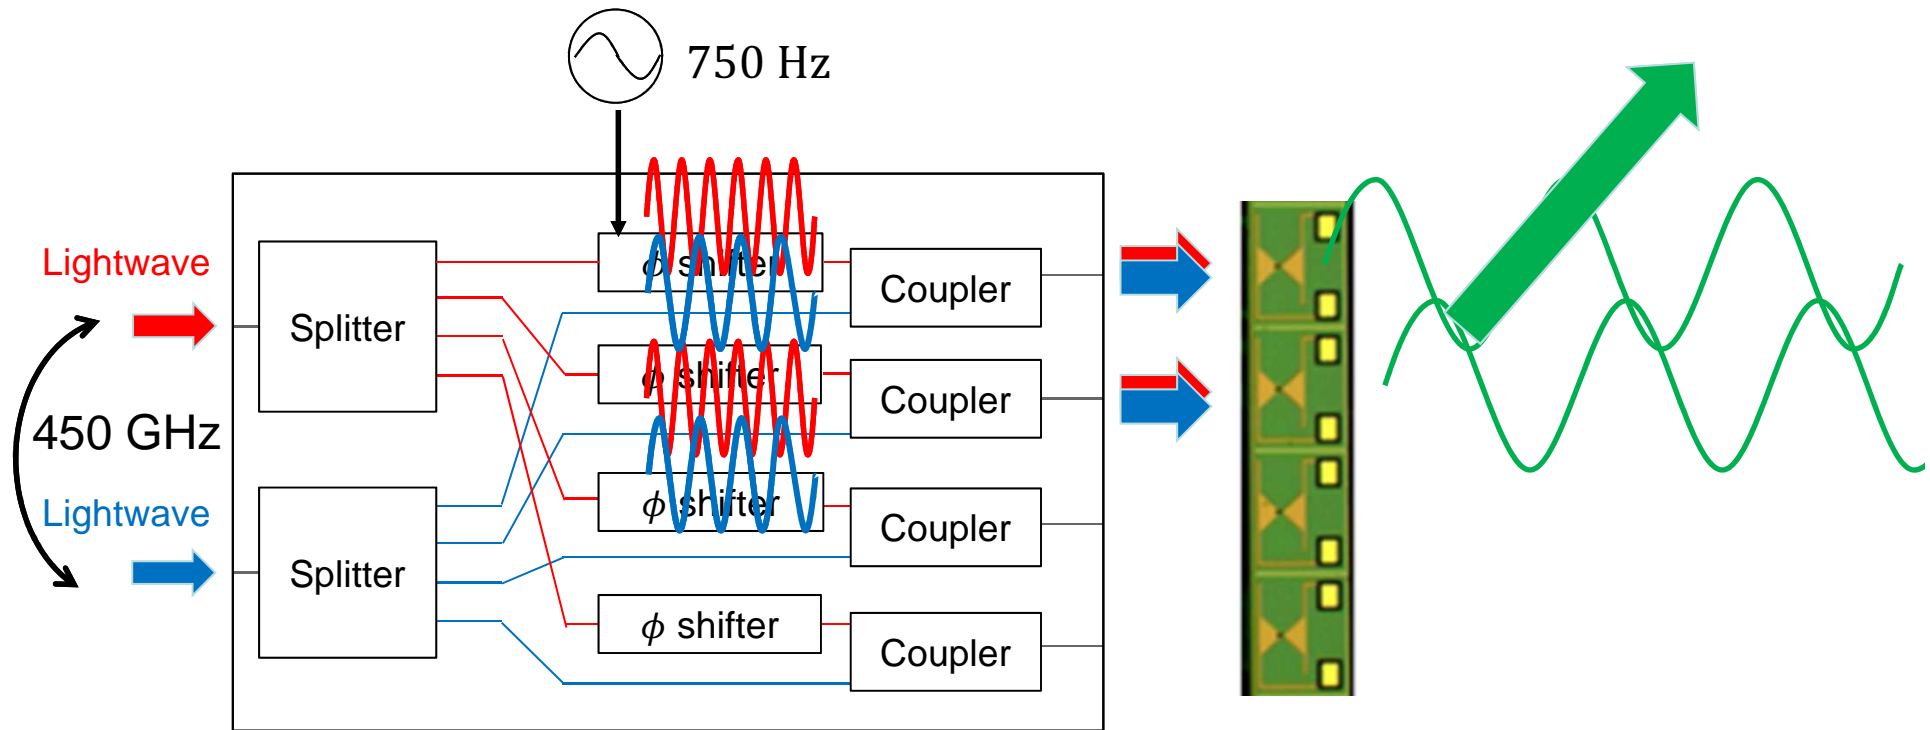 750 Hz
Lightwave
Splitter
ϕ shifter
Coupler
ϕ shifter
Coupler
450 GHz
Lightwave
Splitter
ϕ shifter
Coupler
ϕ shifter
Coupler